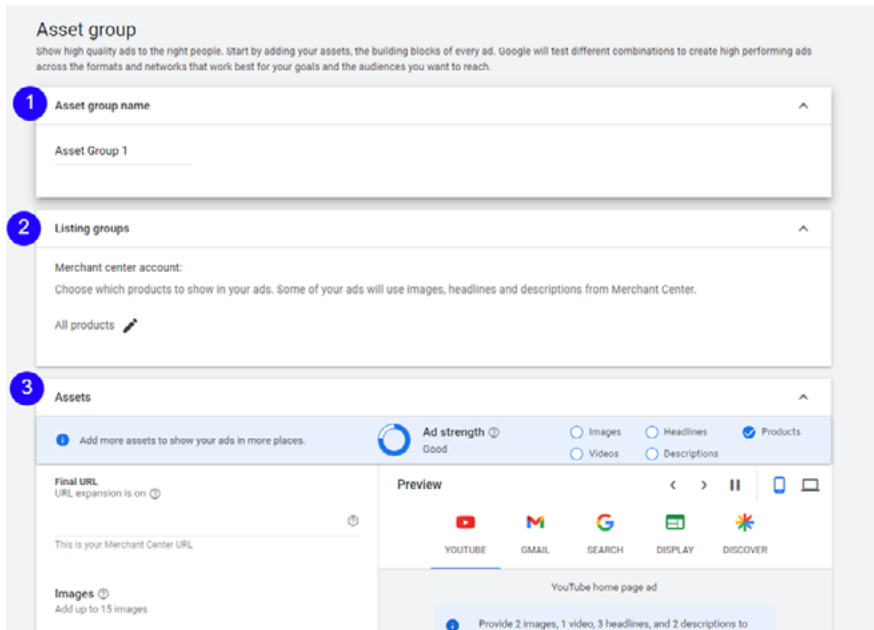 Asset group
Show high quality ads to the right people. Start by adding your assets, the building blocks of every ad. Google will test different combinations to create high performing ads
across the formats and networks that work best for your goals and the audiences you want to reach.
1
Asset group name
Asset Group 1
2
Listing groups
Merchant center account:
Choose which products to show in your ads. Some of your ads will use images, headlines and descriptions from Merchant Center.
All products
3
Assets
Add more assets to show your ads in more places.
Ad strength
Good
Images
Headlines
Products
Videos
Descriptions
Final URL
URL expansion is on
This is your Merchant Center URL
Images
Add up to 15 images
Preview
YOUTUBE
GMAIL
SEARCH
DISPLAY
DISCOVER
YouTube home page ad
Provide 2 images, 1 video, 3 headlines, and 2 descriptions to